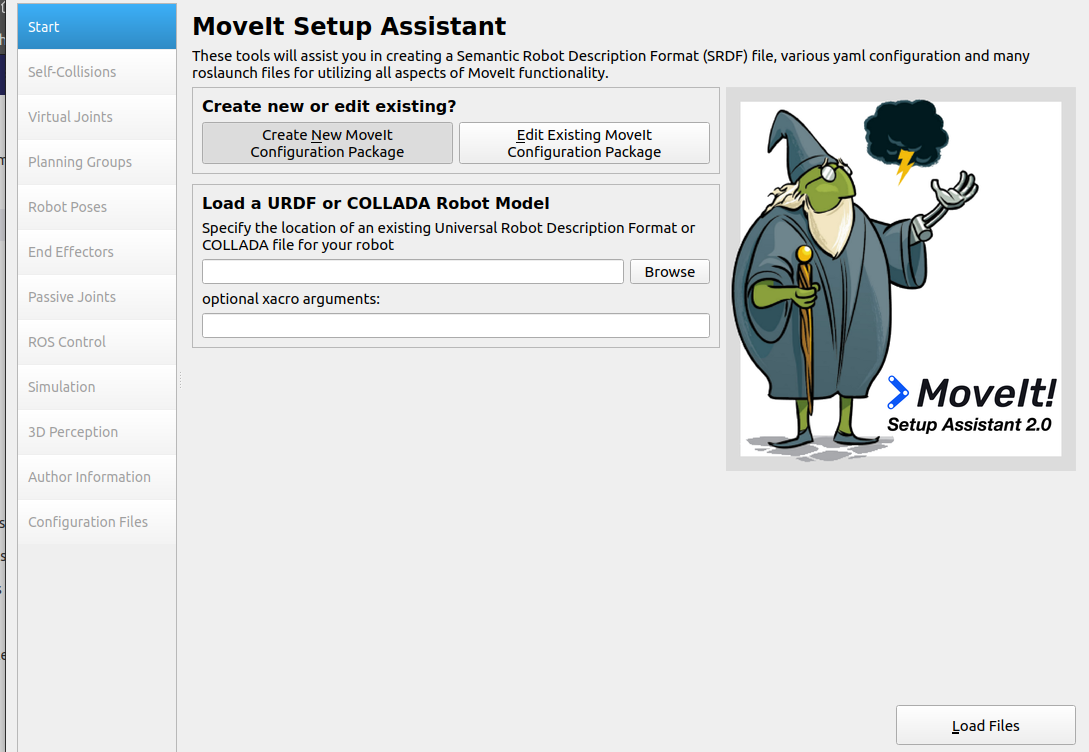 Start
Self-Collisions
Virtual Joints
Planning Groups
Robot Poses
End Effectors
Passive Joints
ROS Control
Simulation
3D Perception
Author Information
Configuration Files
MoveIt Setup Assistant
These tools will assist you in creating a Semantic Robot Description Format (SRDF) file, various yaml configuration and many
roslaunch files for utilizing all aspects of MoveIt functionality.
Create new or edit existing?
Create New MoveIt
Configuration Package
Edit Existing MoveIt
Configuration Package
Load a URDF or COLLADA Robot Model
Specify the location of an existing Universal Robot Description Format or
COLLADA file for your robot
Browse
optional xacro arguments:
MoveIt!
Setup Assistant 2.0
Load Files